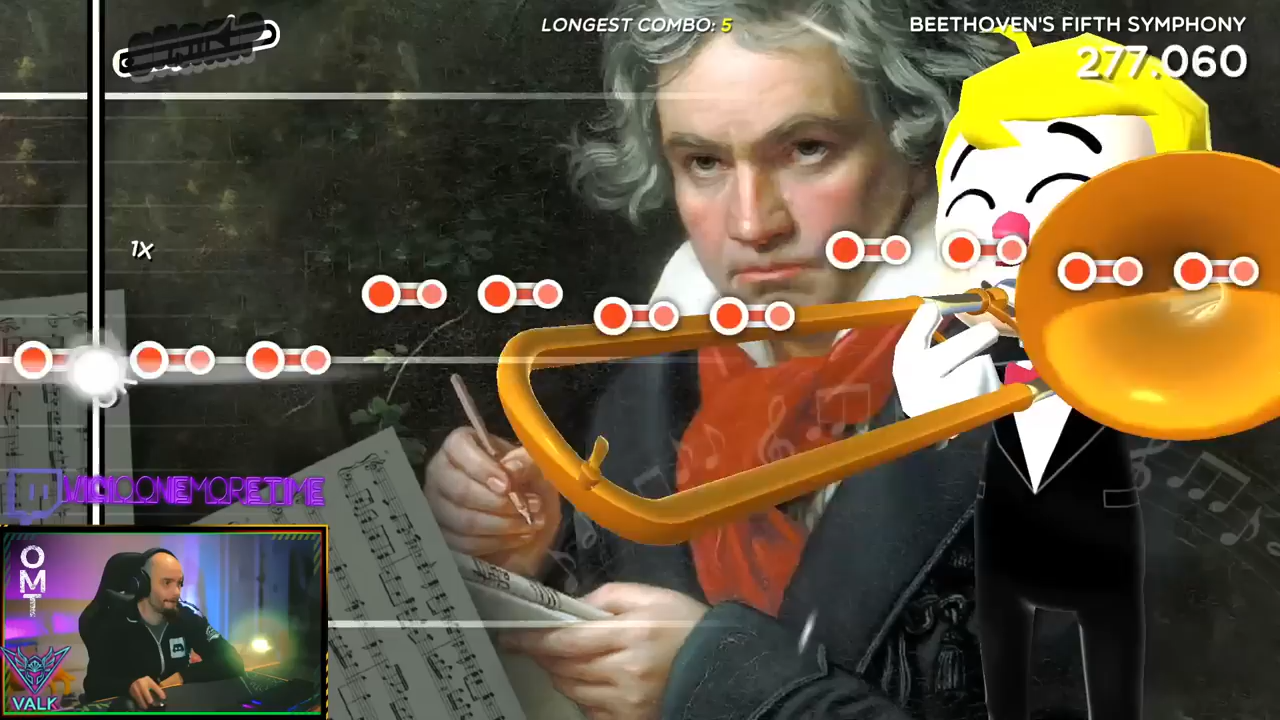 LONGEST COMBO: 5
BEETHOVEN'S FIFTH SYMPHONY
277.060
1X
VICIOONEMORETIME
OMT
VALK